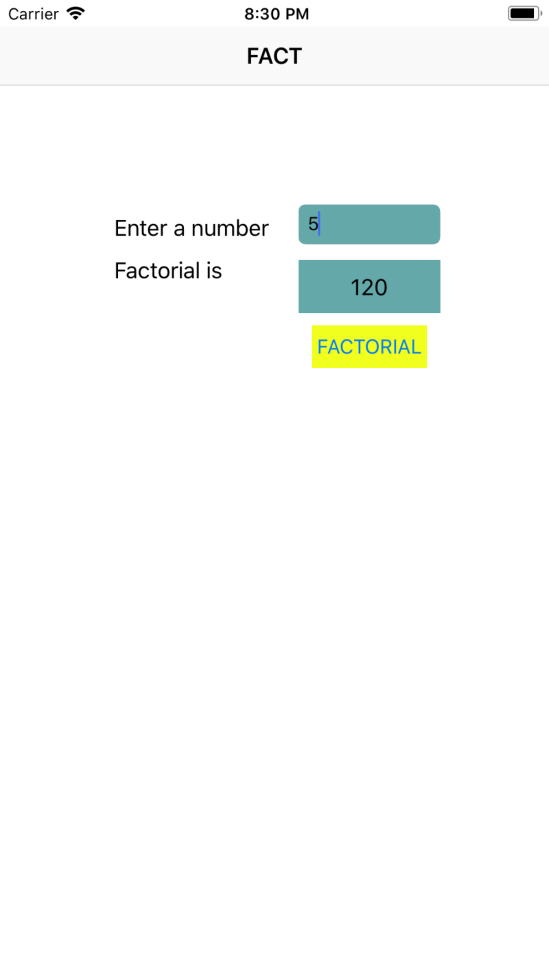 Carrier 8:30 PM
FACT
Enter a number 5
Factorial is 120
FACTORIAL